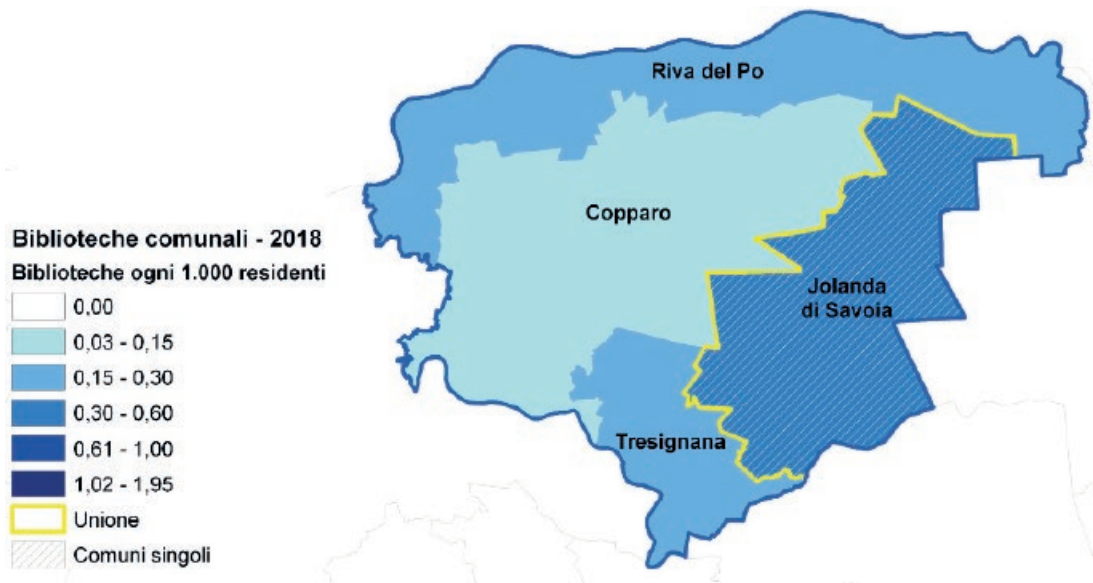 Riva del Po
Copparo
Jolanda
di Savoia
Tresignana
Biblioteche comunali - 2018
Biblioteche ogni 1.000 residenti
0,00
0,03 - 0,15
0,15 - 0,30
0,30 - 0,60
0,61 - 1,00
1,02 - 1,95
Unione
Comuni singoli